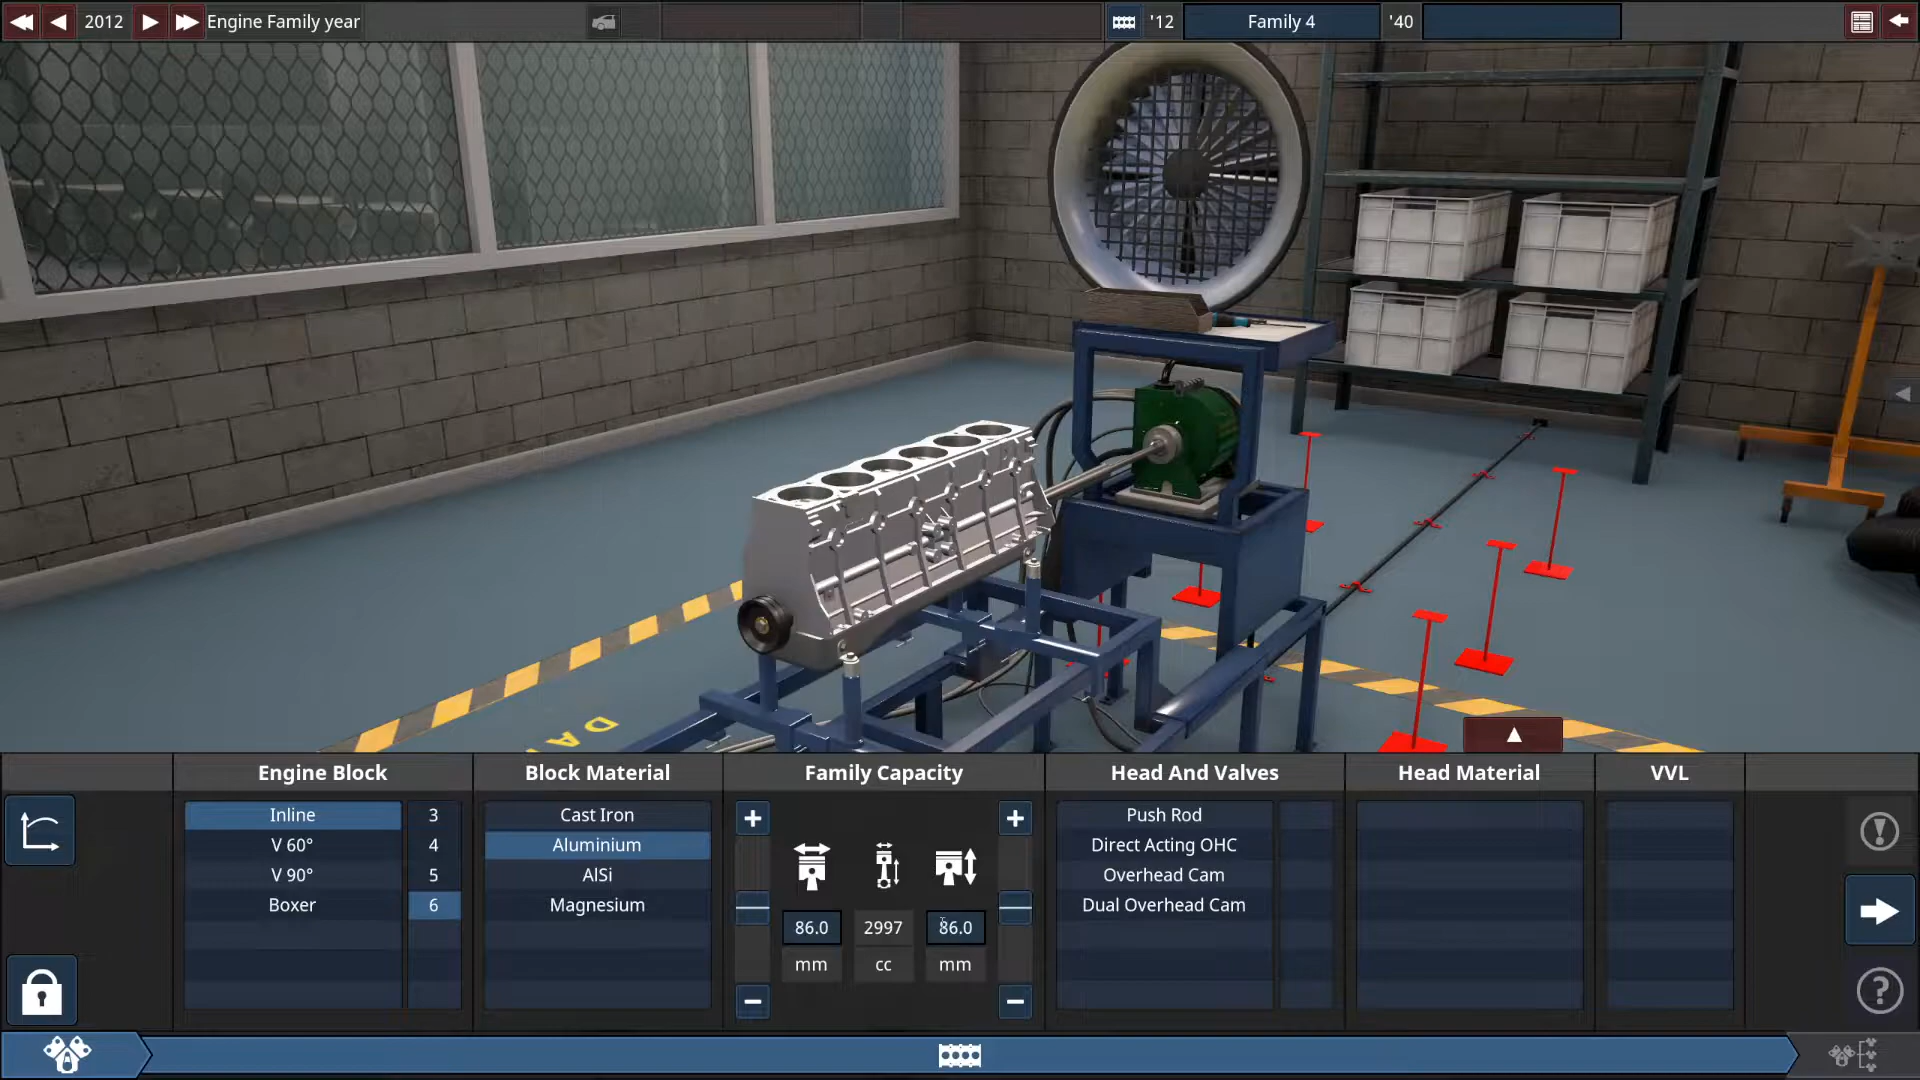 2012 Engine Family year '12 Family 4 '40
DA
Engine Block Block Material Family Capacity Head And Valves Head Material VVL
Inline 3 Cast Iron Push Rod
V 60° 4 Aluminium Direct Acting OHC
V 90° 5 AlSi Overhead Cam
Boxer 6 Magnesium Dual Overhead Cam
86.0 2997 86.0
mm cc mm